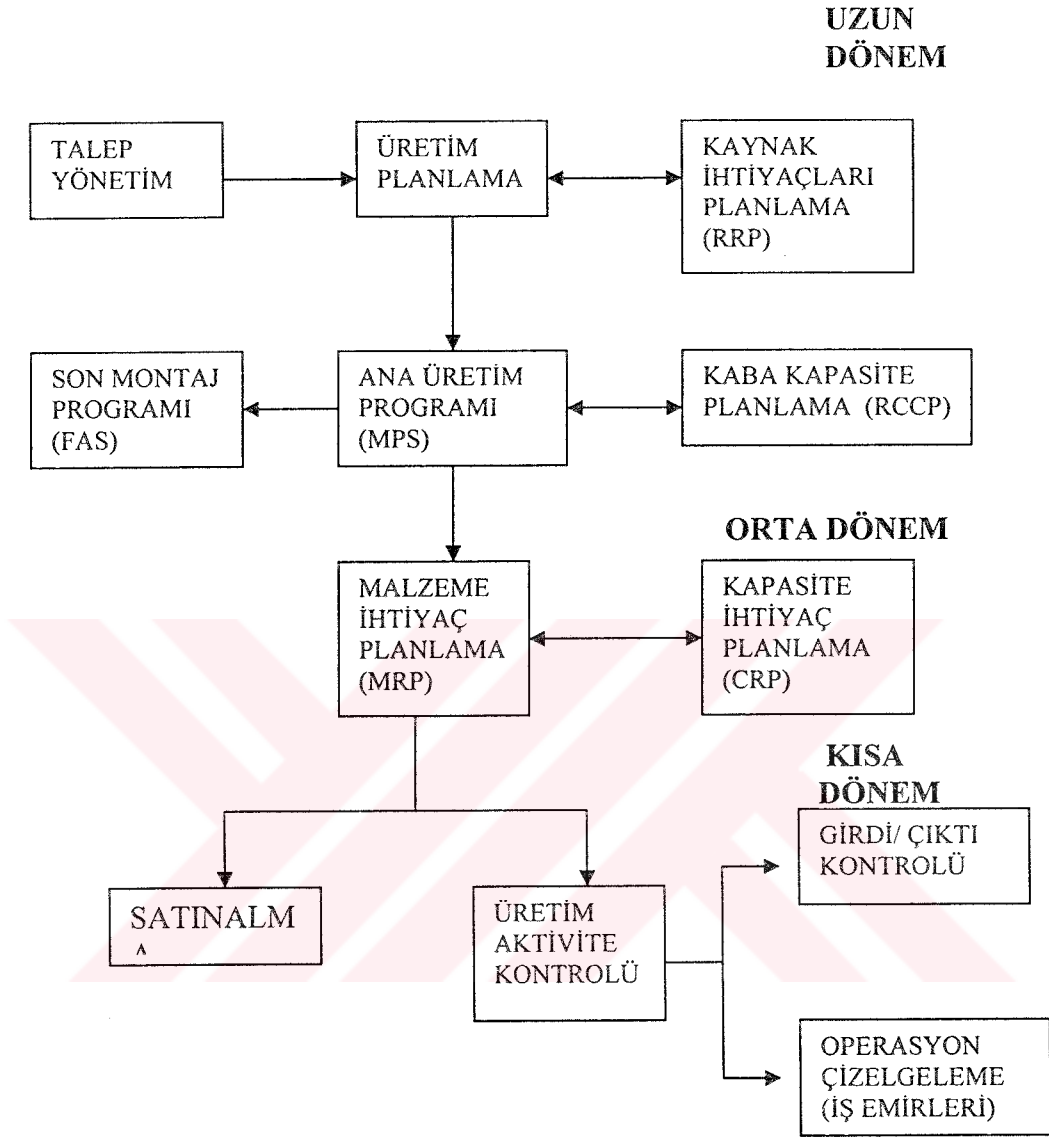 UZUN
DÖNEM
TALEP
YÖNETİM
ÜRETİM
PLANLAMA
KAYNAK
İHTİYAÇLARI
PLANLAMA
(RRP)
SON MONTAJ
PROGRAMI
(FAS)
ANA ÜRETİM
PROGRAMI
(MPS)
KABA KAPASİTE
PLANLAMA (RCCP)
ORTA DÖNEM
MALZEME
İHTİYAÇ
PLANLAMA
(MRP)
KAPASİTE
İHTİYAÇ
PLANLAMA
(CRP)
KISA
DÖNEM
GİRDİ/ ÇIKTI
KONTROLÜ
SATINALM
ÜRETİM
AKTİVİTE
KONTROLÜ
OPERASYON
ÇİZELGELEME
(İŞ EMİRLERİ)